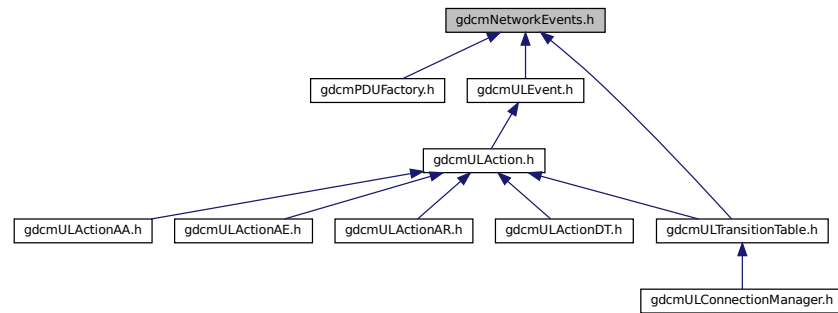 gdcmNetworkEvents.h
gdcmPDUFactory.h
gdcmULEvent.h
gdcmULAction.h
gdcmULActionAA.h
gdcmULActionAE.h
gdcmULActionAR.h
gdcmULActionDT.h
gdcmULTransitionTable.h
gdcmULConnectionManager.h